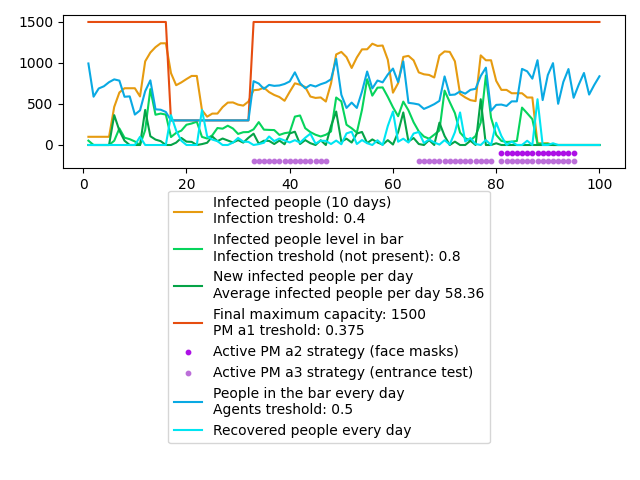 1500
1000
500
0
0
20
40
60
80
100
Infected people (10 days)
Infection treshold: 0.4
Infected people level in bar
Infection treshold (not present): 0.8
New infected people per day
Average infected people per day 58.36
Final maximum capacity: 1500
PM a1 treshold: 0.375
Active PM a2 strategy (face masks)
Active PM a3 strategy (entrance test)
People in the bar every day
Agents treshold: 0.5
Recovered people every day